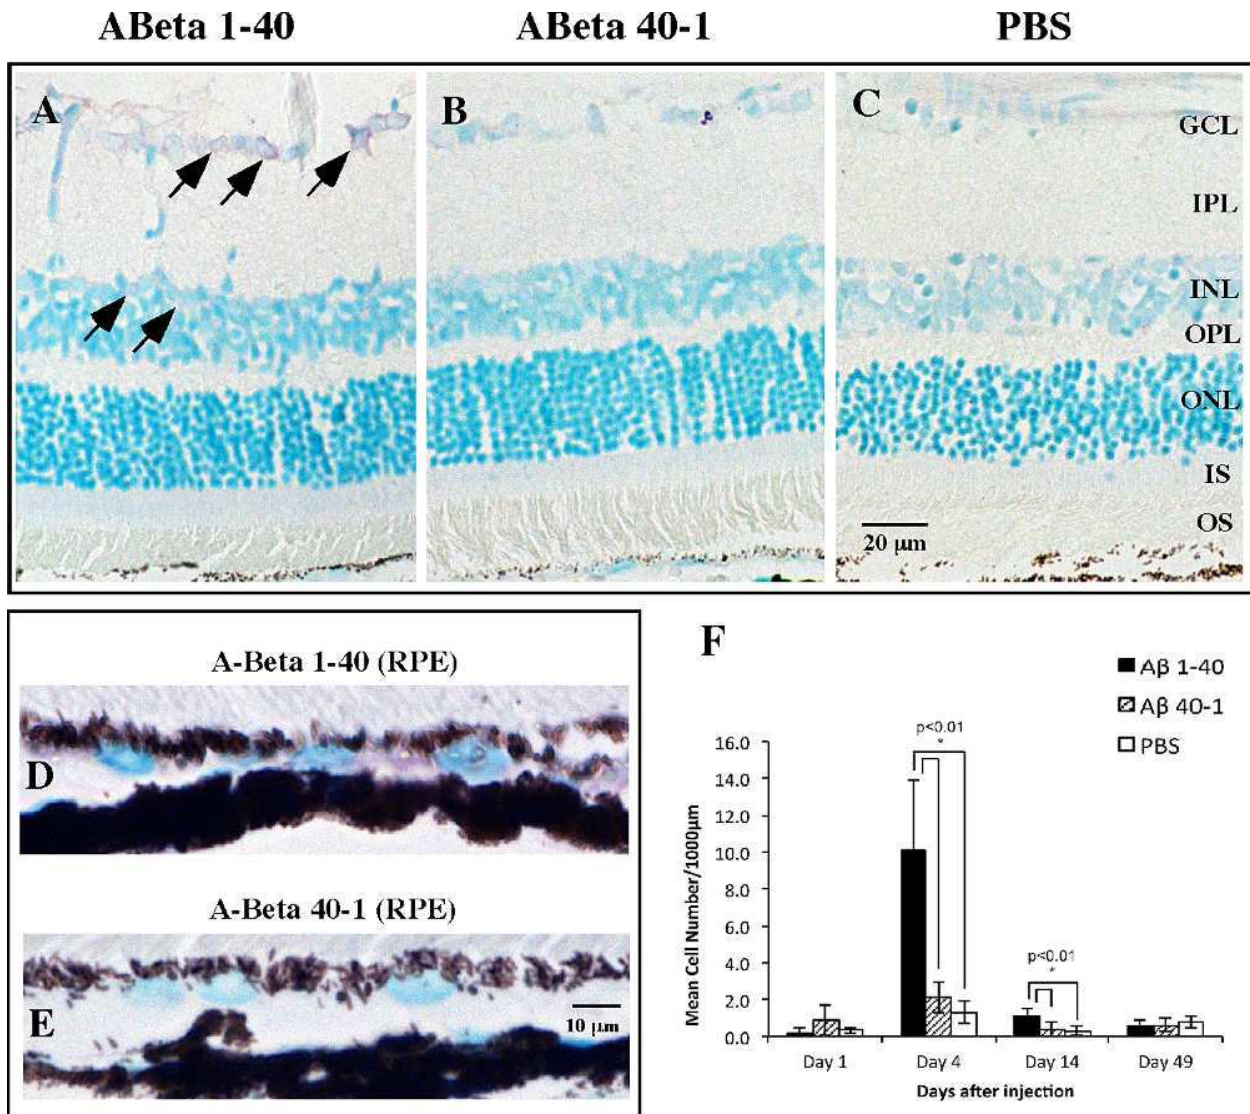 ABeta 1-40 ABeta 40-1 PBS
A B C
GCL
IPL
INL
OPL
ONL
IS
OS
20 µm
A-Beta 1-40 (RPE)
D
A-Beta 40-1 (RPE)
E
10 µm
F
Aβ 1-40
Aβ 40-1
PBS
p<0.01
*
p<0.01
*
16.0
14.0
12.0
10.0
8.0
6.0
4.0
2.0
0.0
Mean Cell Number/1000µm
Day 1 Day 4 Day 14 Day 49
Days after injection